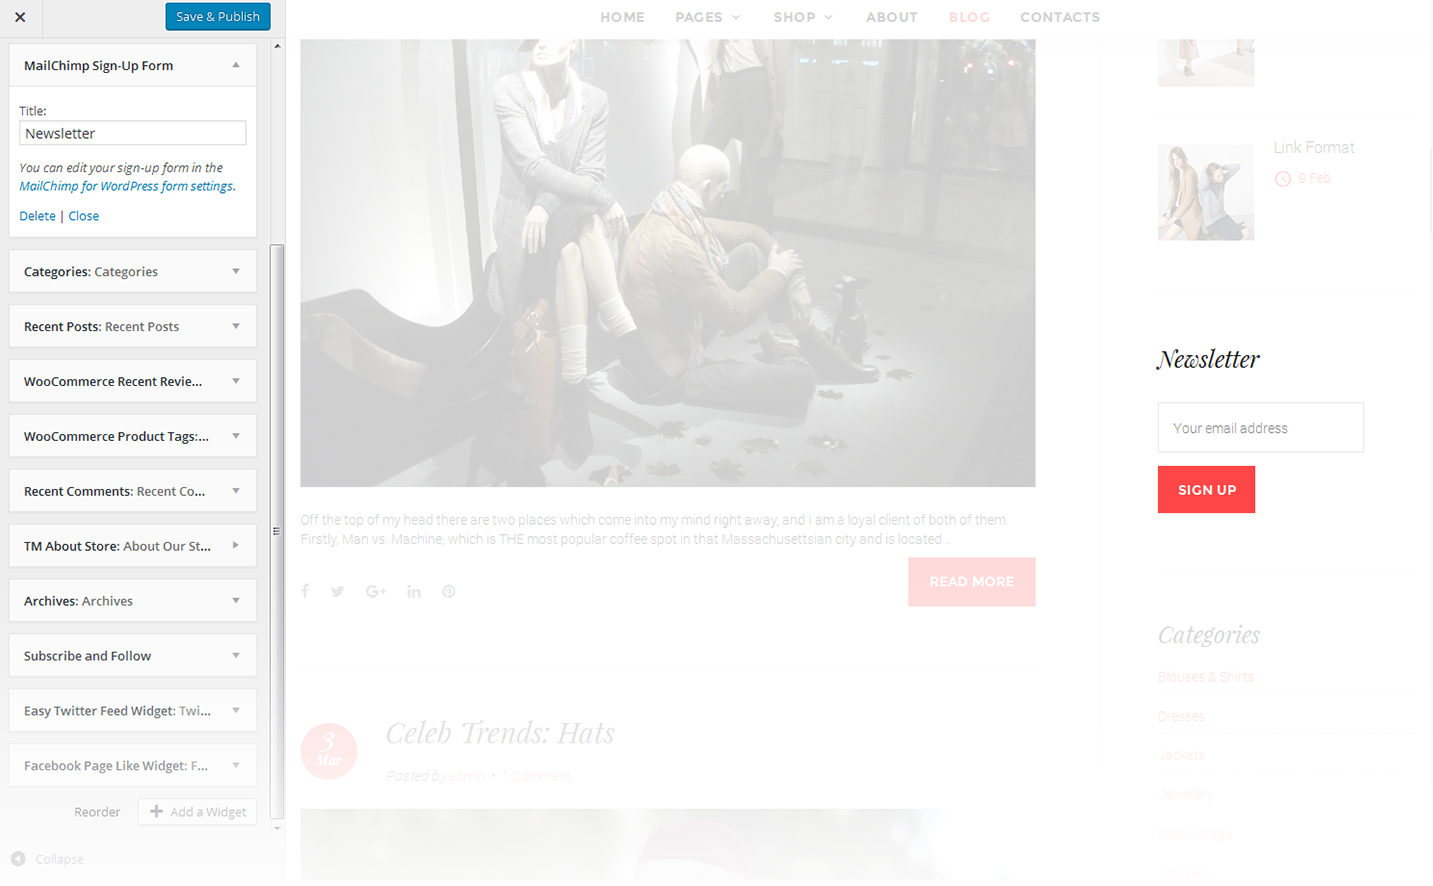 Save & Publish
MailChimp Sign-Up Form
Title:
Newsletter
You can edit your sign-up form in the
MailChimp for WordPress form settings.
Delete | Close
Categories: Categories
Recent Posts: Recent Posts
WooCommerce Recent Revie...
WooCommerce Product Tags:...
Recent Comments: Recent Co...
TM About Store: About Our St...
Archives: Archives
Subscribe and Follow
Easy Twitter Feed Widget: Twi...
Facebook Page Like Widget: F...
Reorder
Add a Widget
Collapse
HOME PAGES SHOP ABOUT BLOG CONTACTS
Off the top of my head there are two places which come into my mind right away, and I am a loyal client of both of them.
Firstly, Man vs. Machine, which is THE most popular coffee spot in that Massachusettsian city and is located...
READ MORE
3
Mar
Celeb Trends: Hats
Posted by admin • 1 Comment
Link Format
9 Feb
Newsletter
Your email address
SIGN UP
Categories
Blouses & Shirts
Dresses
Jackets
Jewellery
Slider Image